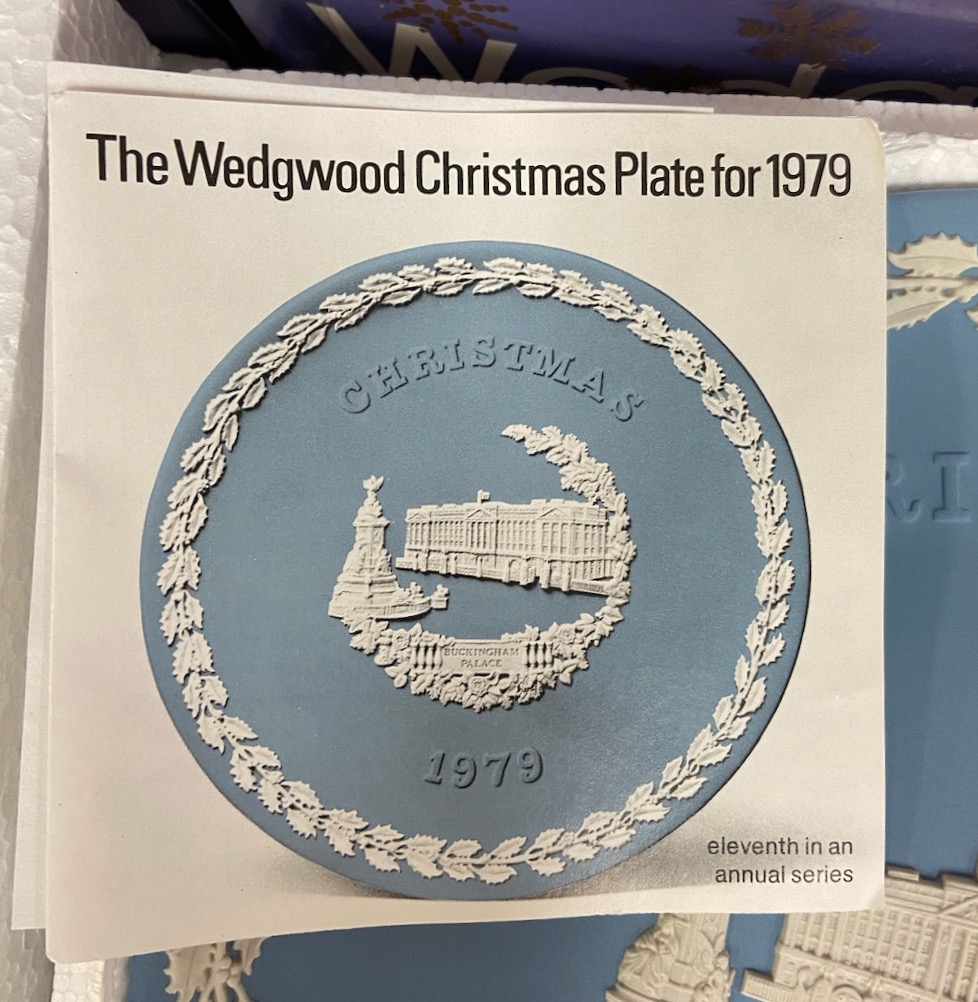 The Wedgwood Christmas Plate for 1979
CHRISTMAS
BUCKINGHAM
PALACE
1979
eleventh in an
annual series